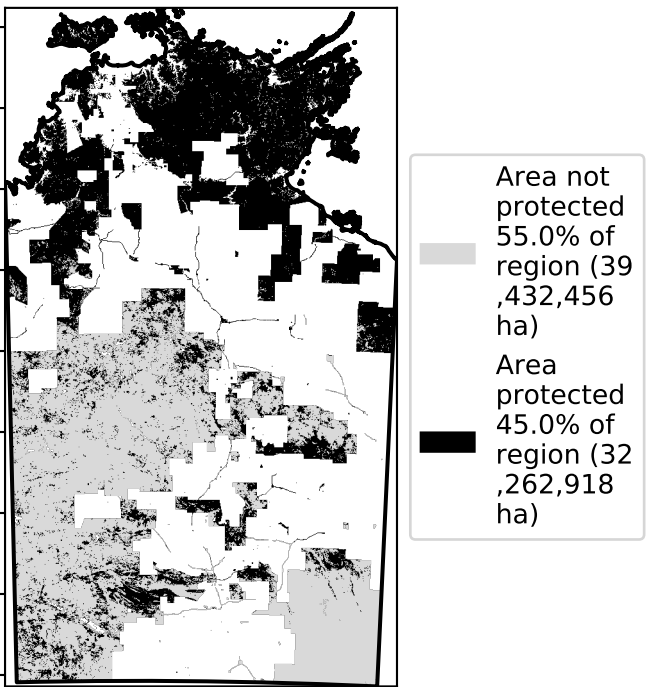 Area not
protected
55.0% of
region (39
,432,456
ha)
Area
protected
45.0% of
region (32
,262,918
ha)